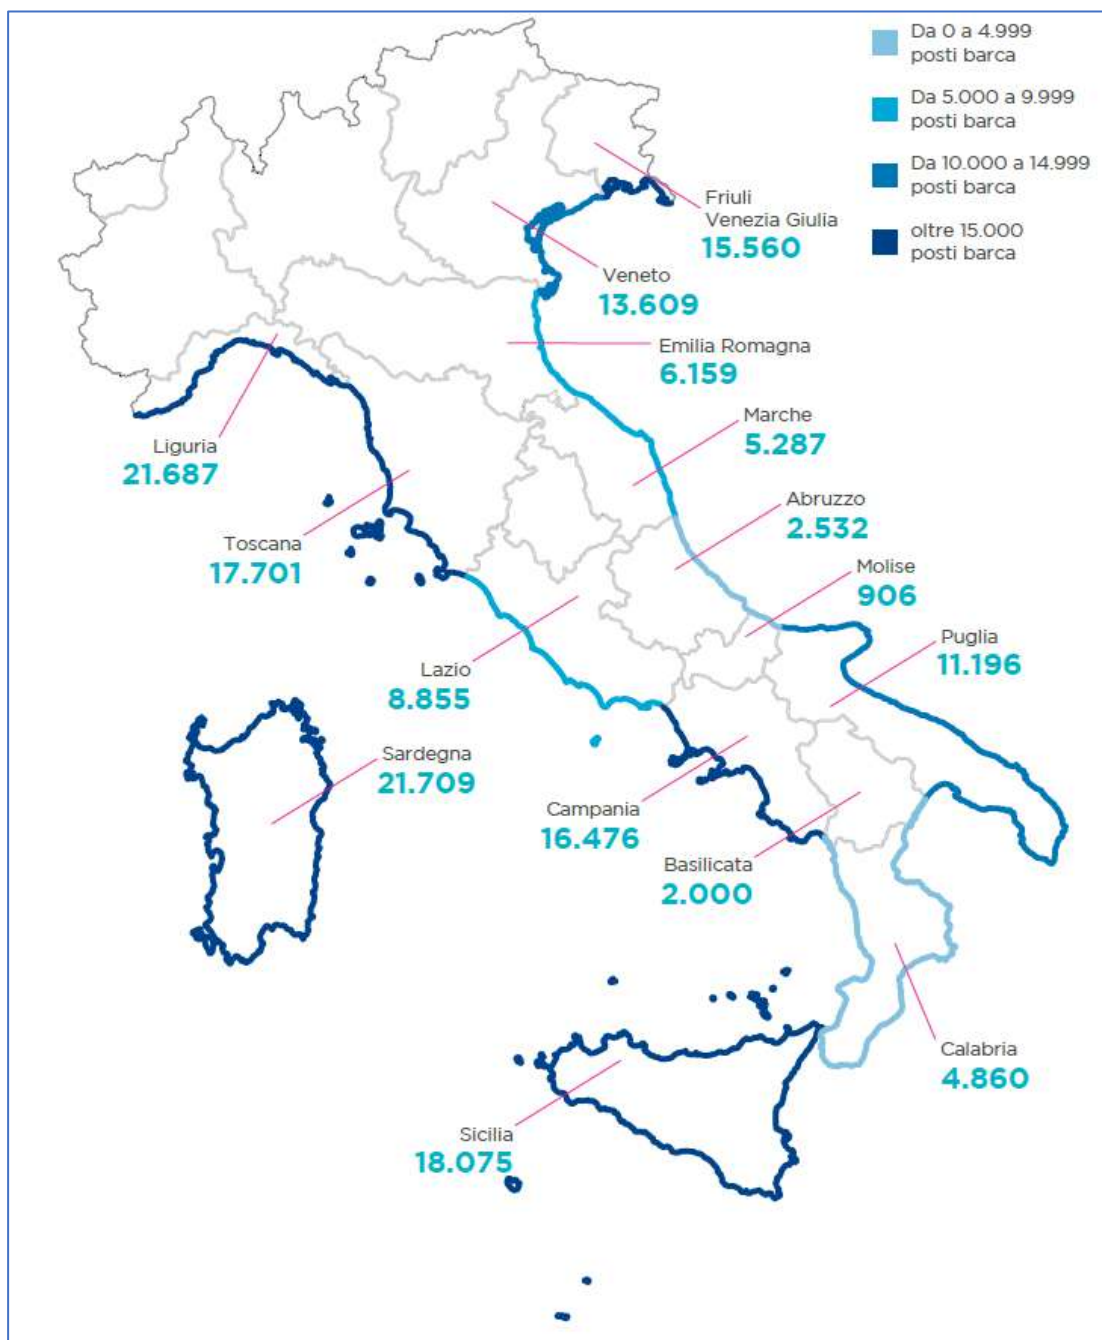 Da 0 a 4.999
posti barca
Da 5.000 a 9.999
posti barca
Da 10.000 a 14.999
posti barca
oltre 15.000
posti barca
Friuli
Venezia Giulia
15.560
Veneto
13.609
Emilia Romagna
6.159
Marche
5.287
Liguria
21.687
Abruzzo
2.532
Toscana
17.701
Molise
906
Puglia
11.196
Lazio
8.855
Sardegna
21.709
Campania
16.476
Basilicata
2.000
Calabria
4.860
Sicilia
18.075